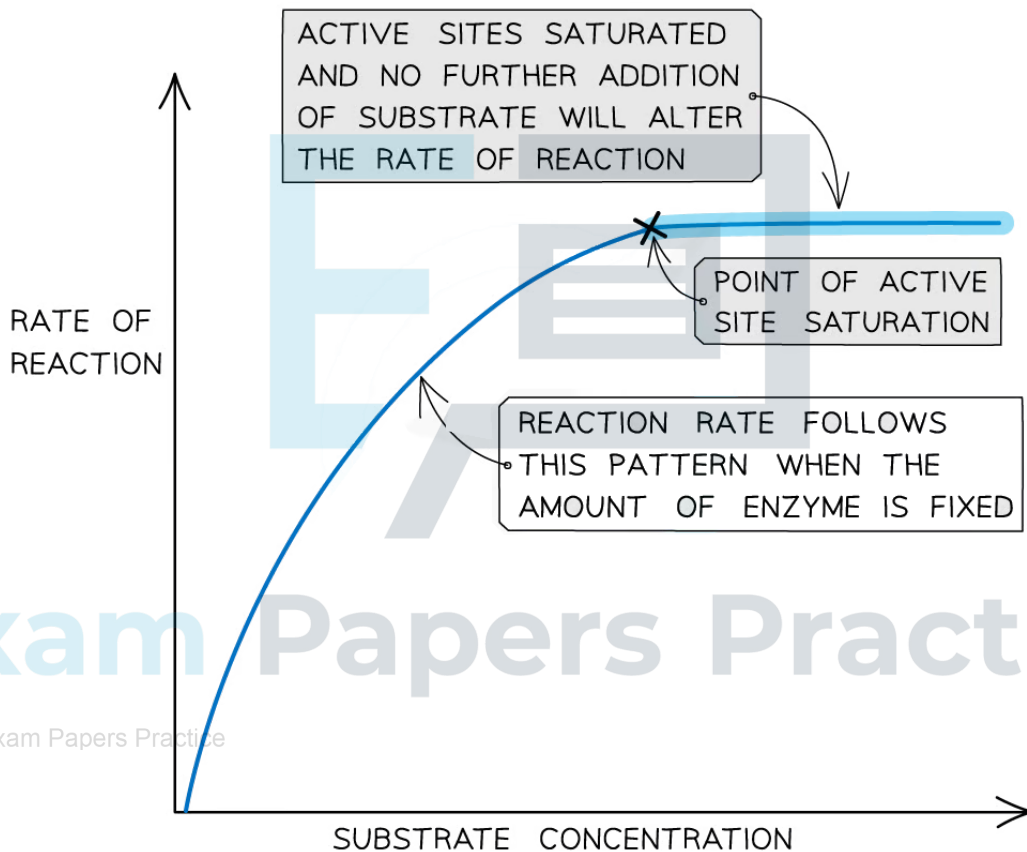 ACTIVE SITES SATURATED
AND NO FURTHER ADDITION
OF SUBSTRATE WILL ALTER
THE RATE OF REACTION
POINT OF ACTIVE
SITE SATURATION
RATE OF
REACTION
REACTION RATE FOLLOWS
THIS PATTERN WHEN THE
AMOUNT OF ENZYME IS FIXED
xam Papers Pract
xam Papers Practice
SUBSTRATE CONCENTRATION